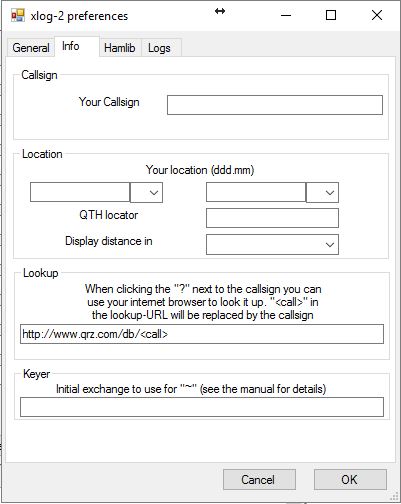 xlog-2 preferences
General Info Hamlib Logs
Callsign
Your Callsign
Location
Your location (ddd.mm)
QTH locator
Display distance in
Lookup
When clicking the "?" next to the callsign you can
use your internet browser to look it up. "<call>" in
the lookup-URL will be replaced by the callsign
http://www.qrz.com/db/<call>
Keyer
Initial exchange to use for "~" (see the manual for details)
Cancel OK